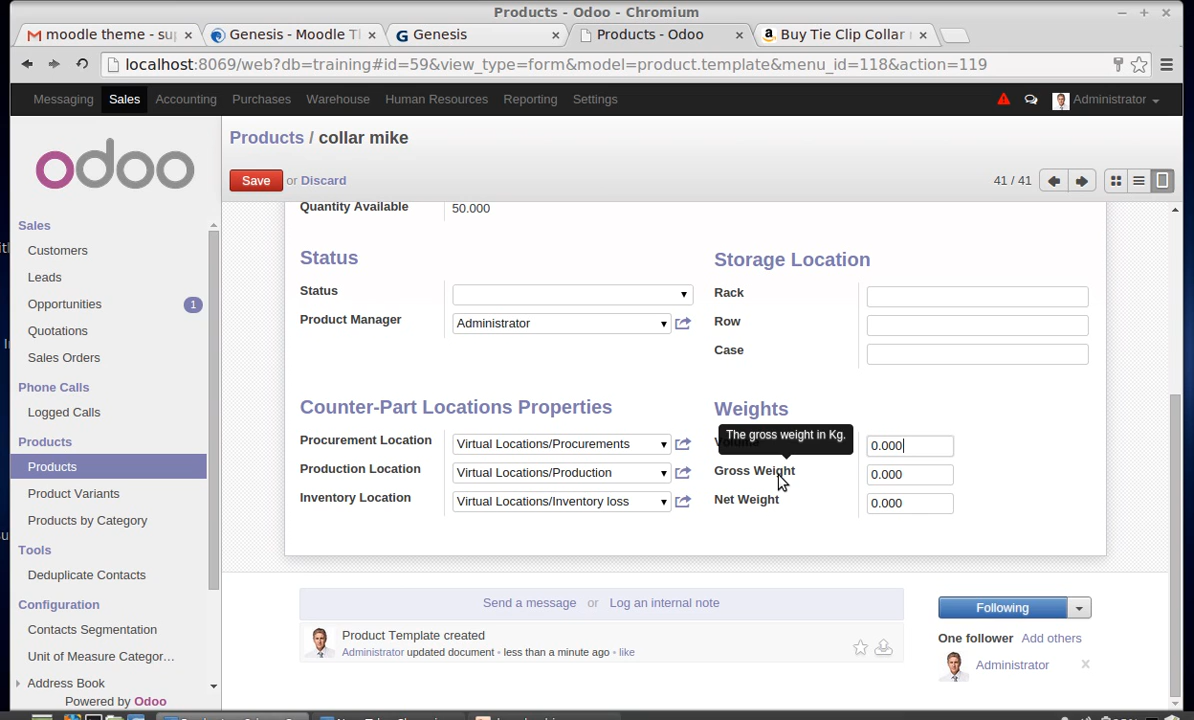 Products - Odoo - Chromium
moodle theme - su
Genesis - Moodle T
Genesis
Products - Odoo
Buy Tie Clip Collar
localhost:8069/web?db=training#id=59&view_type=form&model=product.template&menu_id=118&action=119
Messaging Sales Accounting Purchases Warehouse Human Resources Reporting Settings Administrator
odoo
Products / collar mike
Save or Discard
41 / 41
Sales
Customers
Leads
Opportunities 1
Quotations
Sales Orders
Phone Calls
Logged Calls
Products
Products
Product Variants
Products by Category
Tools
Deduplicate Contacts
Configuration
Contacts Segmentation
Unit of Measure Categor...
Address Book
Powered by Odoo
Quantity Available 50.000
Status
Status
Product Manager Administrator
Storage Location
Rack
Row
Case
Counter-Part Locations Properties
Procurement Location Virtual Locations/Procurements
Production Location Virtual Locations/Production
Inventory Location Virtual Locations/Inventory loss
Weights
The gross weight in Kg.
0.000
Gross Weight 0.000
Net Weight 0.000
Send a message or Log an internal note
Product Template created
Administrator updated document • less than a minute ago • like
Following
One follower Add others
Administrator